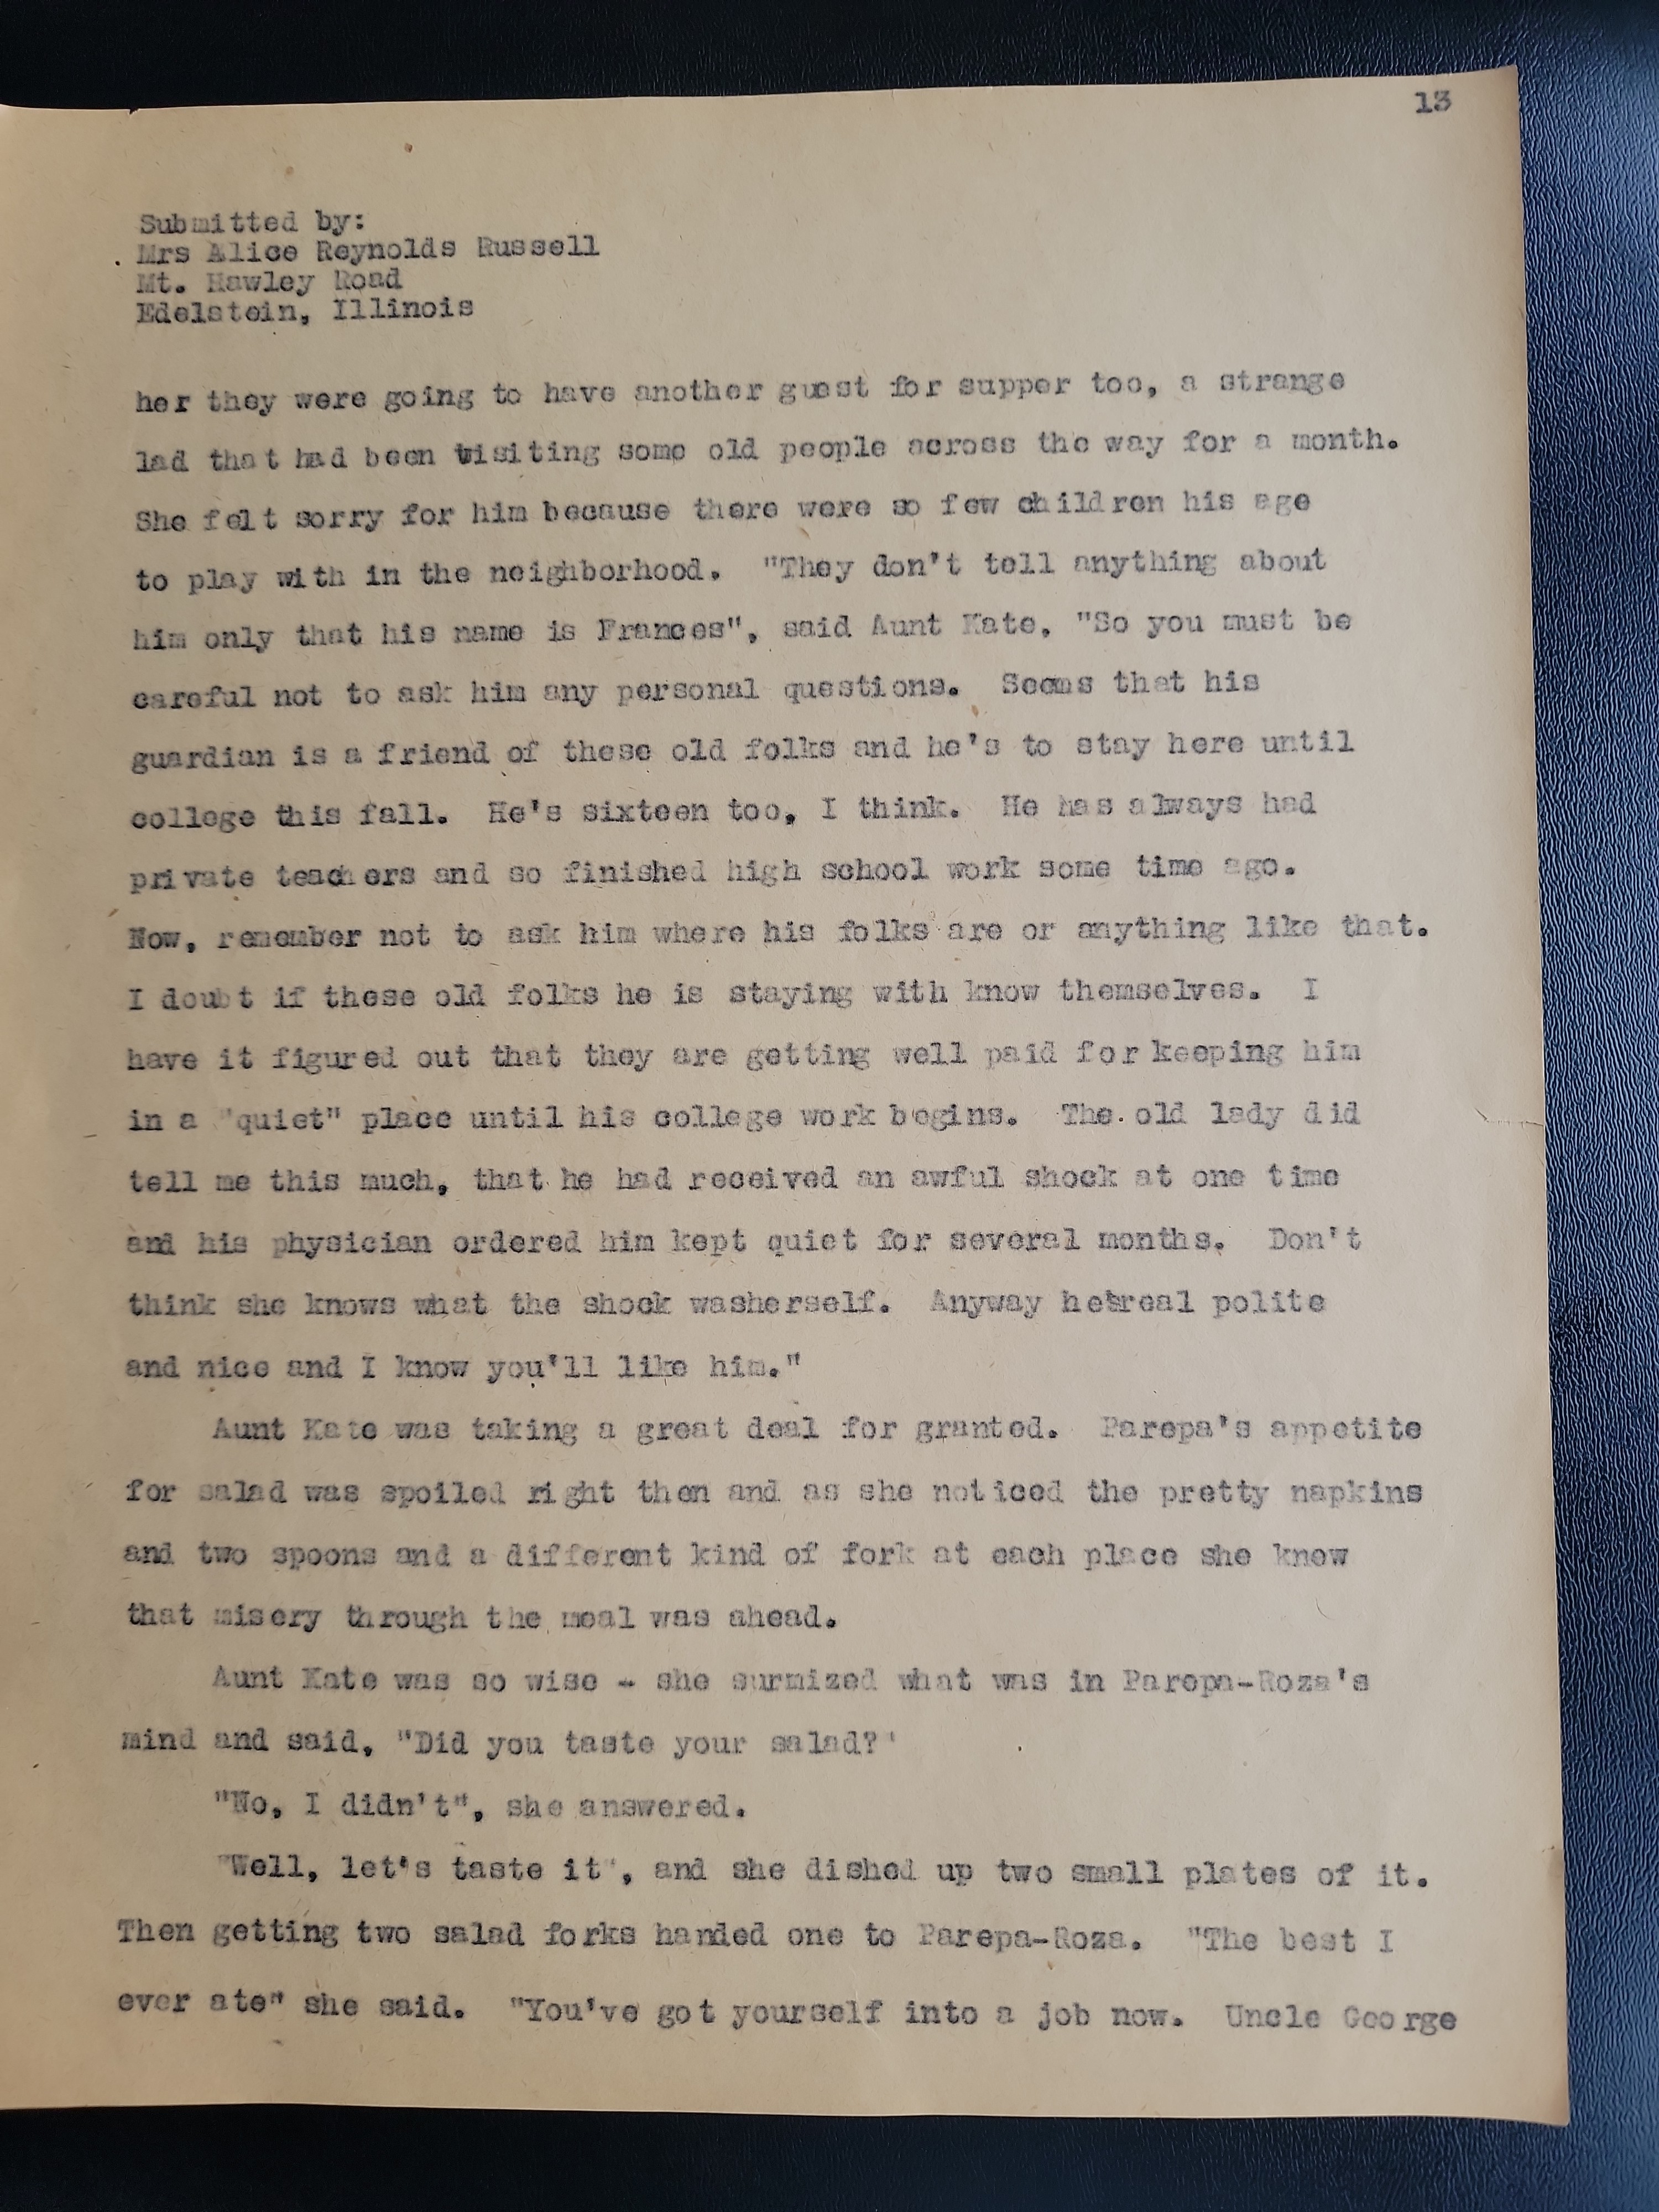 13
Submitted by:
Mrs Alice Reynolds Russell
Mt. Hawley Road
Edelstein, Illinois
her they were going to have another guest for supper too, a strange
lad that had been visiting some old people across the way for a month.
She felt sorry for him because there were so few children his age
to play with in the neighborhood. "They don't tell anything about
him only that his name is Frances", said Aunt Kate, "So you must be
careful not to ask him any personal questions. Seems that his
guardian is a friend of these old folks and he's to stay here until
college this fall. He's sixteen too, I think. He has always had
private teachers and so finished high school work some time ago.
Now, remember not to ask him where his folks are or anything like that.
I doubt if these old folks he is staying with know themselves. I
have it figured out that they are getting well paid for keeping him
in a "quiet" place until his college work begins. The old lady did
tell me this much, that he had received an awful shock at one time
and his physician ordered him kept quiet for several months. Don't
think she knows what the shock washerself. Anyway he's real polite
and nice and I know you'll like him."
Aunt Kate was taking a great deal for granted. Parepa's appetite
for salad was spoiled right then and as she noticed the pretty napkins
and two spoons and a different kind of fork at each place she knew
that misery through the meal was ahead.
Aunt Kate was so wise - she surmized what was in Parepa-Roza's
mind and said, "Did you taste your salad?'
"No, I didn't", she answered.
"Well, let's taste it', and she dished up two small plates of it.
Then getting two salad forks handed one to Parepa-Roza. "The best I
ever ate" she said. "You've got yourself into a job now. Uncle George